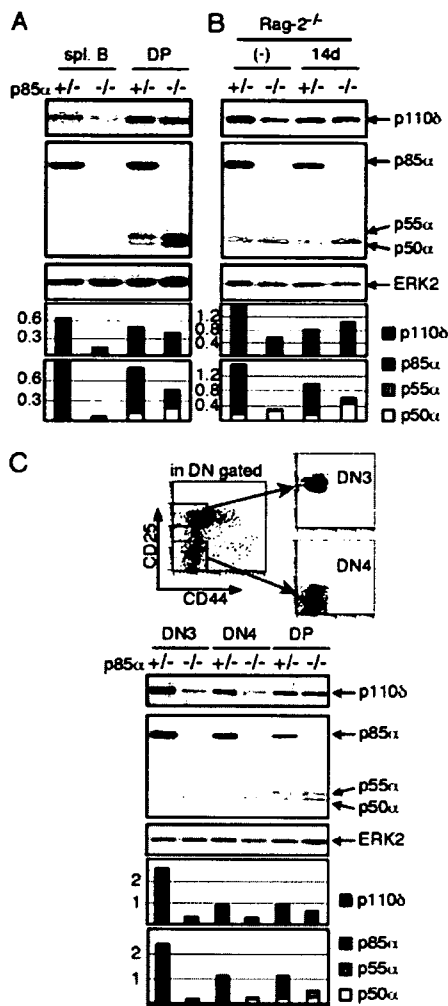 A
B
Rag-2-/-
spl. B DP (-) 14d
p85α +/- -/- +/- -/- +/- -/- +/- -/-
p110δ
p85α
p55α
p50α
ERK2
0.6
0.3
1.2
0.8
0.4
p110δ
p85α
0.6
0.3
1.2
0.8
0.4
p55α
p50α
C
in DN gated
DN3
CD25
CD44
DN4
DN3 DN4 DP
p85α +/- -/- +/- -/- +/- -/-
p110δ
p85α
p55α
p50α
ERK2
2
1
p110δ
2
1
p85α
p55α
p50α